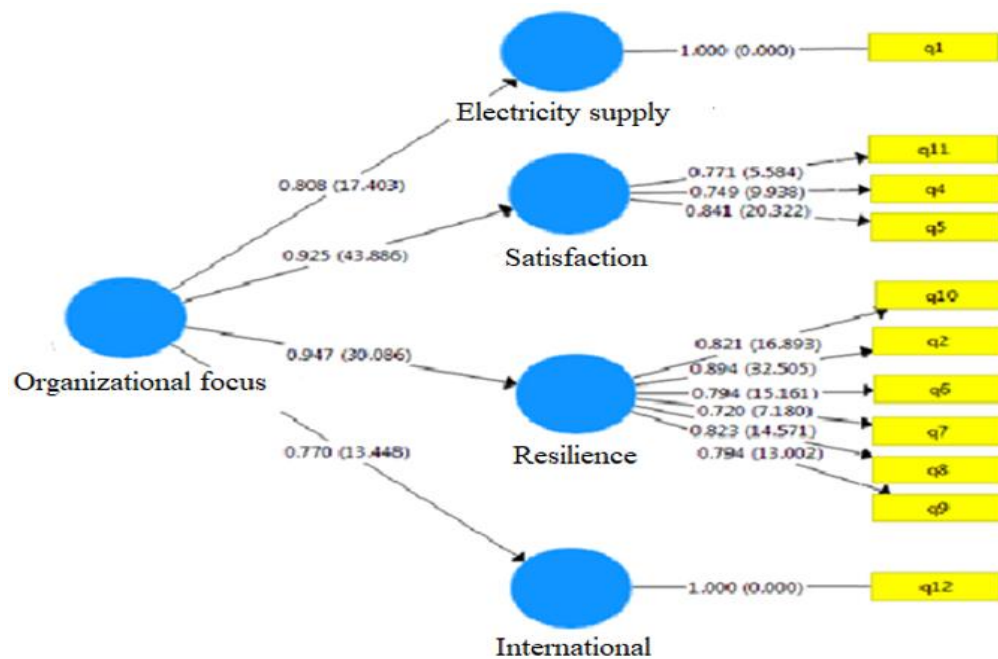 1.000 (0.000)
q1
Electricity supply
0.808 (17.403)
q11
0.771 (5.584)
q4
0.749 (9.938)
0.841 (20.322)
q5
0.925 (43.886)
Satisfaction
q10
0.821 (16.893)
q2
0.894 (32.505)
0.947 (30.086)
q6
0.794 (15.161)
Organizational focus
0.720 (7.180)
q7
0.823 (14.571)
0.770 (13.448)
Resilience
0.794 (13.002)
q8
q9
1.000 (0.000)
q12
International